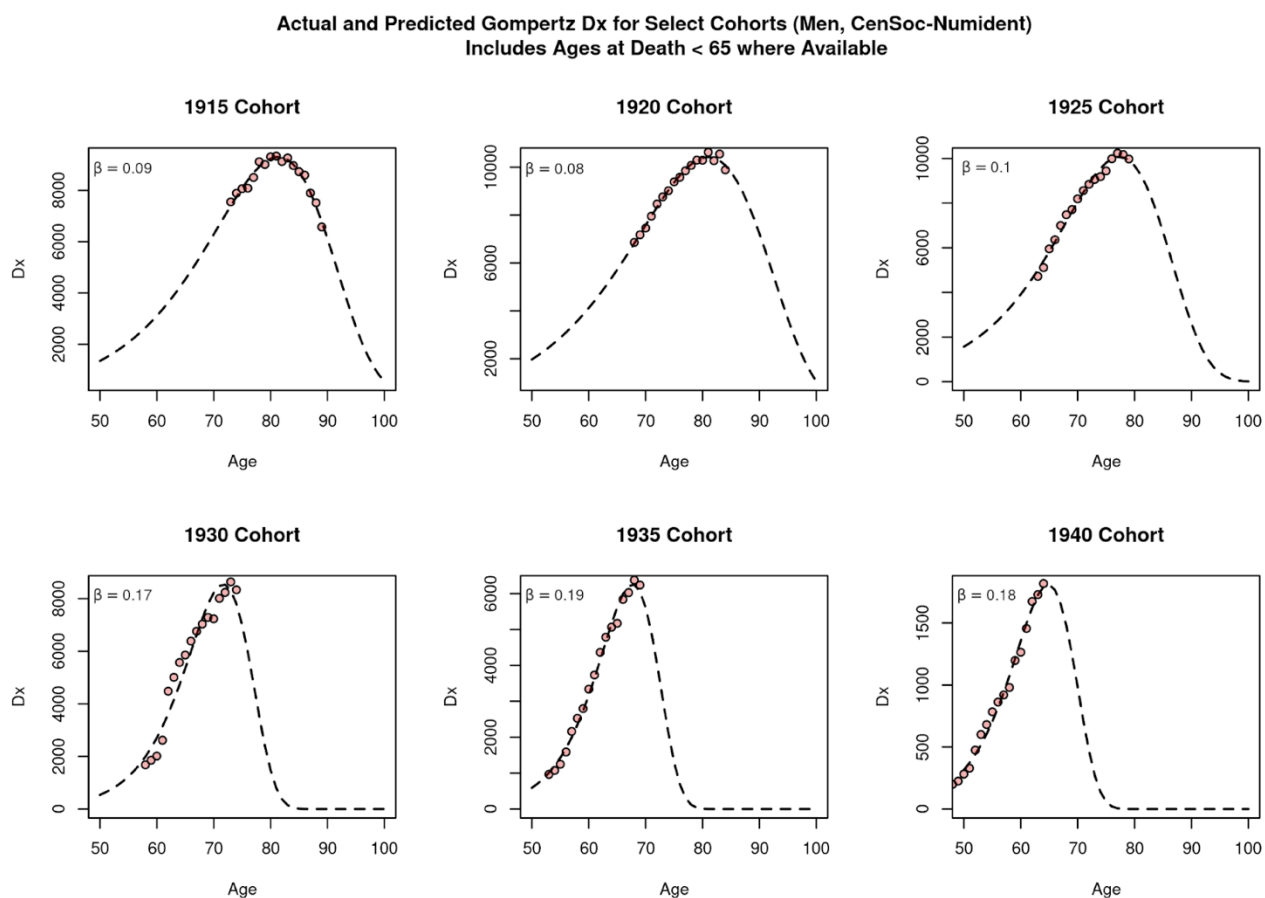 Actual and Predicted Gompertz Dx for Select Cohorts (Men, CenSoc-Numident)
Includes Ages at Death < 65 where Available
1915 Cohort
β = 0.09
Dx
2000
4000
6000
8000
50 60 70 80 90 100
Age
1920 Cohort
β = 0.08
Dx
2000
6000
10000
50 60 70 80 90 100
Age
1925 Cohort
β = 0.1
Dx
0
2000
6000
10000
50 60 70 80 90 100
Age
1930 Cohort
β = 0.17
Dx
0
2000
4000
6000
8000
50 60 70 80 90 100
Age
1935 Cohort
β = 0.19
Dx
0
2000
4000
6000
50 60 70 80 90 100
Age
1940 Cohort
β = 0.18
Dx
0
500
1000
1500
50 60 70 80 90 100
Age